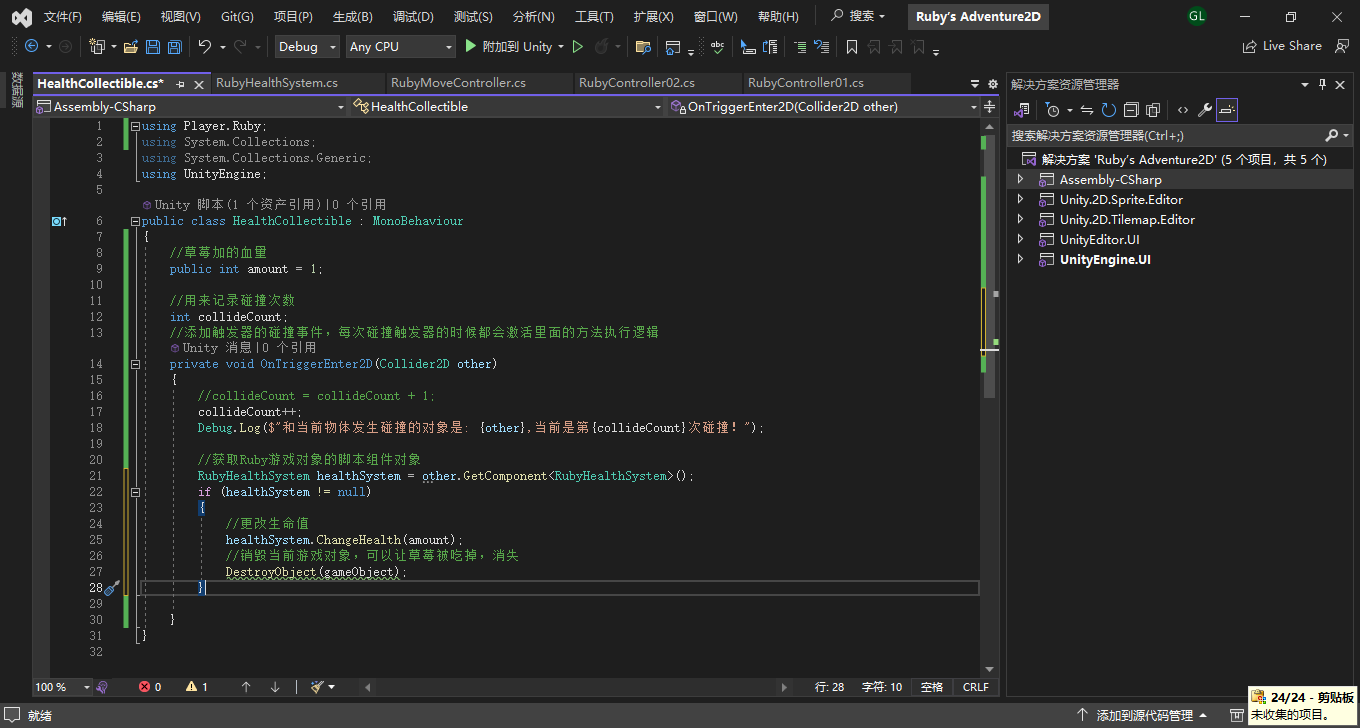 文件(F) 编辑(E) 视图(V) Git(G) 项目(P) 生成(B) 调试(D) 测试(S) 分析(N) 工具(T) 扩展(X) 窗口(W) 帮助(H) 搜索 Ruby's Adventure2D GL
Debug Any CPU 附加到 Unity Live Share
数据源
HealthCollectible.cs* RubyHealthSystem.cs RubyMoveController.cs RubyController02.cs RubyController01.cs
Assembly-CSharp HealthCollectible OnTriggerEnter2D(Collider2D other)
1 using Player.Ruby;
2 using System.Collections;
3 using System.Collections.Generic;
4 using UnityEngine;
5
Unity 脚本(1 个资产引用)|0 个引用
6 public class HealthCollectible : MonoBehaviour
7 {
8 //草莓加的血量
9 public int amount = 1;
10
11 //用来记录碰撞次数
12 int collideCount;
13 //添加触发器的碰撞事件，每次碰撞触发器的时候都会激活里面的方法执行逻辑
Unity 消息|0 个引用
14 private void OnTriggerEnter2D(Collider2D other)
15 {
16 //collideCount = collideCount + 1;
17 collideCount++;
18 Debug.Log($"和当前物体发生碰撞的对象是: {other},当前是第{collideCount}次碰撞！");
19
20 //获取Ruby游戏对象的脚本组件对象
21 RubyHealthSystem healthSystem = other.GetComponent<RubyHealthSystem>();
22 if (healthSystem != null)
23 {
24 //更改生命值
25 healthSystem.ChangeHealth(amount);
26 //销毁当前游戏对象，可以让草莓被吃掉，消失
27 DestroyObject(gameObject);
28 }
29
30 }
31 }
32
100 % 0 1 行: 28 字符: 10 空格 CRLF
解决方案资源管理器
搜索解决方案资源管理器(Ctrl+;)
解决方案 'Ruby's Adventure2D' (5 个项目，共 5 个)
Assembly-CSharp
Unity.2D.Sprite.Editor
Unity.2D.Tilemap.Editor
UnityEditor.UI
UnityEngine.UI
就绪 添加到源代码管理
24/24 - 剪贴板
未收集的项目。